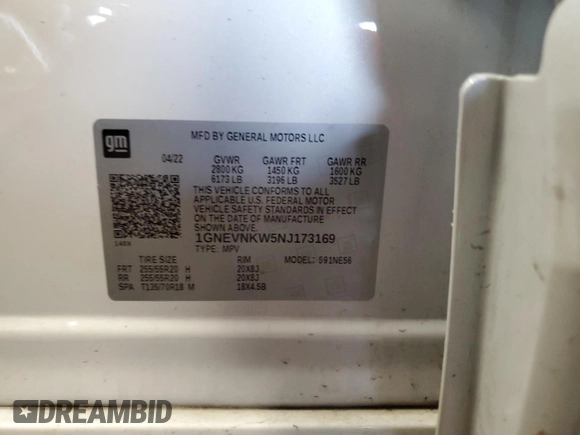 gm
MFD BY GENERAL MOTORS LLC
04/22 GVWR GAWR FRT GAWR RR
2800 KG 1450 KG 1600 KG
6173 LB 3196 LB 3527 LB
THIS VEHICLE CONFORMS TO ALL
APPLICABLE U.S. FEDERAL MOTOR
VEHICLE SAFETY STANDARDS IN EFFECT
ON THE DATE OF MANUFACTURE
SHOWN ABOVE.
1GNEVNKW5NJ173169
TYPE: MPV MODEL: 591NE56
TIRE SIZE RIM
FRT 255/55R20 H 20X8J
RR 255/55R20 H 20X8J
SPA T135/70R18 M 18X4.5B
DREAMBID